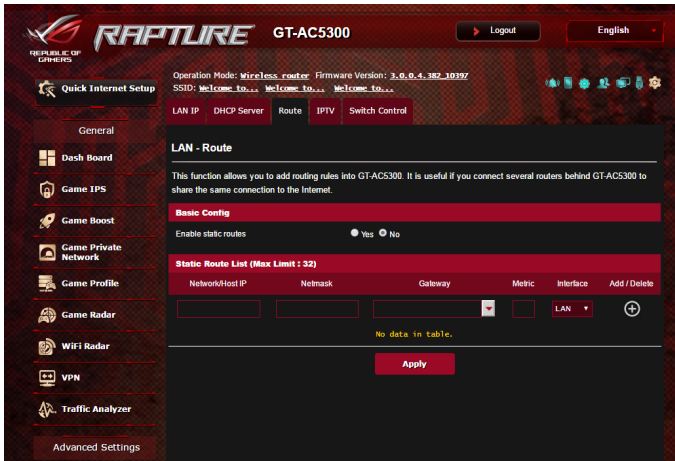 REPUBLIC OF
GAMERS
RAPTURE GT-AC5300
Logout
English
Quick Internet Setup
Operation Mode: Wireless router Firmware Version: 3.0.0.4.382_10397
SSID: Welcome to... Welcome to... Welcome to...
LAN IP DHCP Server Route IPTV Switch Control
General
Dash Board
Game IPS
Game Boost
Game Private
Network
Game Profile
Game Radar
WiFi Radar
VPN
Traffic Analyzer
Advanced Settings
LAN - Route
This function allows you to add routing rules into GT-AC5300. It is useful if you connect several routers behind GT-AC5300 to
share the same connection to the Internet.
Basic Config
Enable static routes Yes No
Static Route List (Max Limit : 32)
Network/Host IP Netmask Gateway Metric Interface Add / Delete
LAN
No data in table.
Apply